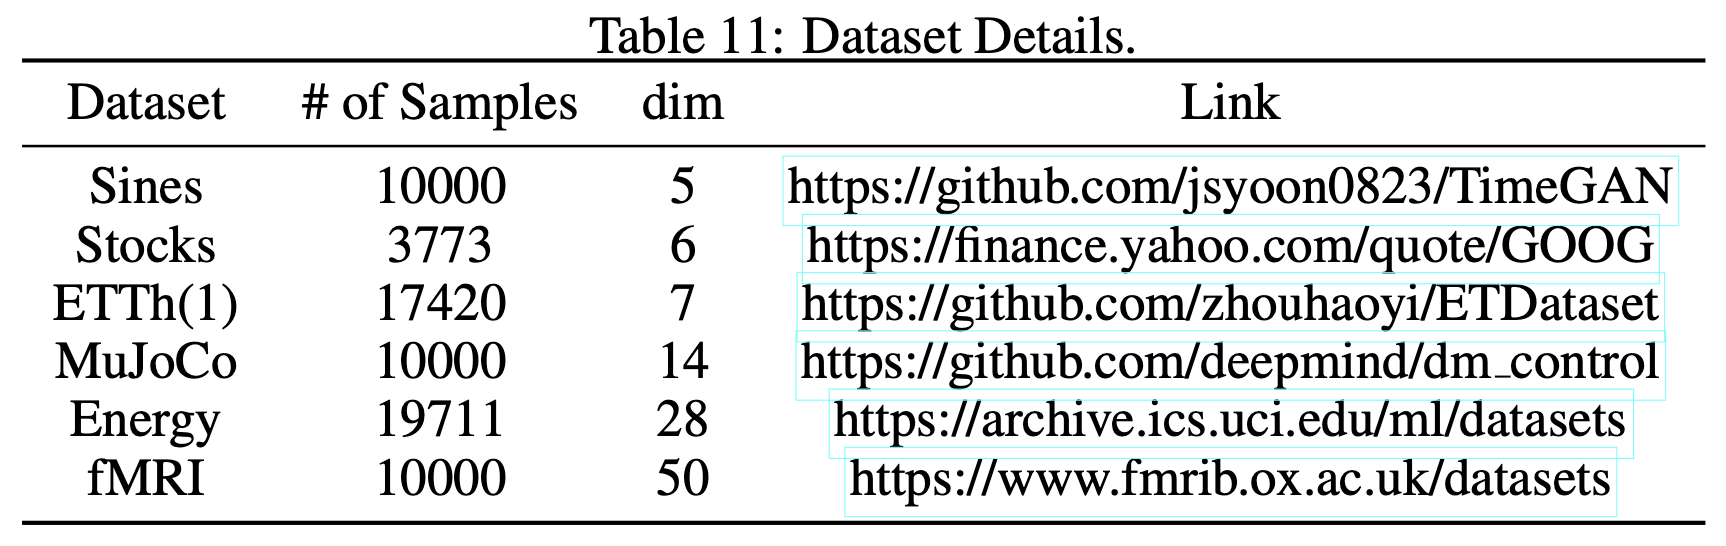 Table 11: Dataset Details.
Dataset # of Samples dim Link
Sines 10000 5 https://github.com/jsyoon0823/TimeGAN
Stocks 3773 6 https://finance.yahoo.com/quote/GOOG
ETTh(1) 17420 7 https://github.com/zhouhaoyi/ETDataset
MuJoCo 10000 14 https://github.com/deepmind/dm_control
Energy 19711 28 https://archive.ics.uci.edu/ml/datasets
fMRI 10000 50 https://www.fmrib.ox.ac.uk/datasets